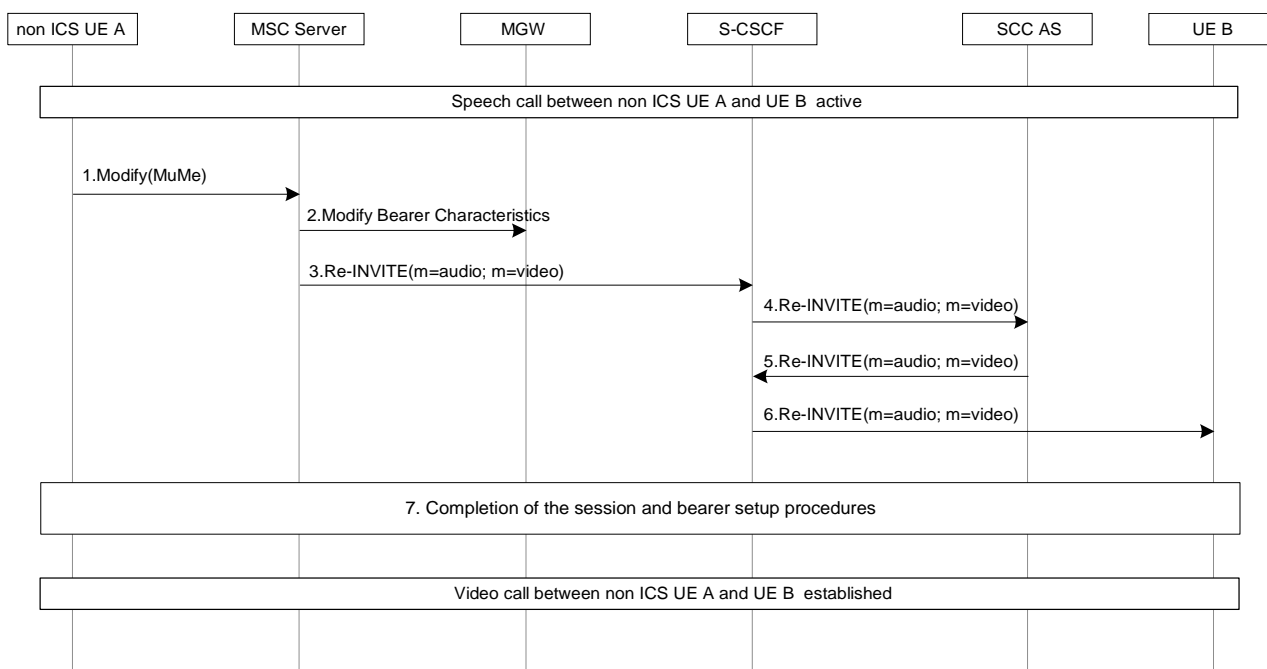 non ICS UE A
MSC Server
MGW
S-CSCF
SCC AS
UE B
Speech call between non ICS UE A and UE B active
1.Modify(MuMe)
2.Modify Bearer Characteristics
3.Re-INVITE(m=audio; m=video)
4.Re-INVITE(m=audio; m=video)
5.Re-INVITE(m=audio; m=video)
6.Re-INVITE(m=audio; m=video)
7. Completion of the session and bearer setup procedures
Video call between non ICS UE A and UE B established